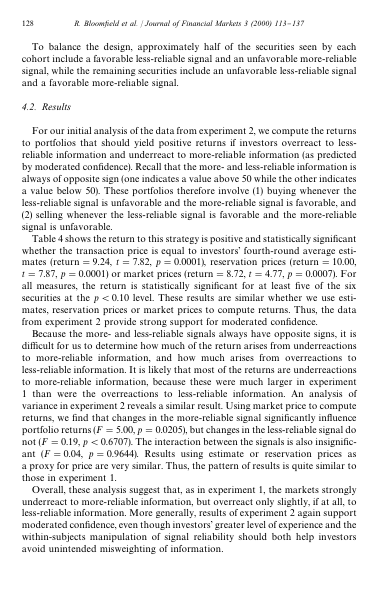 128 R. Bloomfield et al. / Journal of Financial Markets 3 (2000) 113–137
To balance the design, approximately half of the securities seen by each
cohort include a favorable less-reliable signal and an unfavorable more-reliable
signal, while the remaining securities include an unfavorable less-reliable signal
and a favorable more-reliable signal.
4.2. Results
For our initial analysis of the data from experiment 2, we compute the returns
to portfolios that should yield positive returns if investors overreact to less-
reliable information and underreact to more-reliable information (as predicted
by moderated confidence). Recall that the more- and less-reliable information is
always of opposite sign (one indicates a value above 50 while the other indicates
a value below 50). These portfolios therefore involve (1) buying whenever the
less-reliable signal is unfavorable and the more-reliable signal is favorable, and
(2) selling whenever the less-reliable signal is favorable and the more-reliable
signal is unfavorable.
Table 4 shows the return to this strategy is positive and statistically significant
whether the transaction price is equal to investors' fourth-round average esti-
mates (return = 9.24, t = 7.82, p = 0.0001), reservation prices (return = 10.00,
t = 7.87, p = 0.0001) or market prices (return = 8.72, t = 4.77, p = 0.0007). For
all measures, the return is statistically significant for at least five of the six
securities at the p < 0.10 level. These results are similar whether we use esti-
mates, reservation prices or market prices to compute returns. Thus, the data
from experiment 2 provide strong support for moderated confidence.
Because the more- and less-reliable signals always have opposite signs, it is
difficult for us to determine how much of the return arises from underreactions
to more-reliable information, and how much arises from overreactions to
less-reliable information. It is likely that most of the returns are underreactions
to more-reliable information, because these were much larger in experiment
1 than were the overreactions to less-reliable information. An analysis of
variance in experiment 2 reveals a similar result. Using market price to compute
returns, we find that changes in the more-reliable signal significantly influence
portfolio returns (F = 5.00, p = 0.0205), but changes in the less-reliable signal do
not (F = 0.19, p < 0.6707). The interaction between the signals is also insignific-
ant (F = 0.04, p = 0.9644). Results using estimate or reservation prices as
a proxy for price are very similar. Thus, the pattern of results is quite similar to
those in experiment 1.
Overall, these analysis suggest that, as in experiment 1, the markets strongly
underreact to more-reliable information, but overreact only slightly, if at all, to
less-reliable information. More generally, results of experiment 2 again support
moderated confidence, even though investors' greater level of experience and the
within-subjects manipulation of signal reliability should both help investors
avoid unintended misweighting of information.